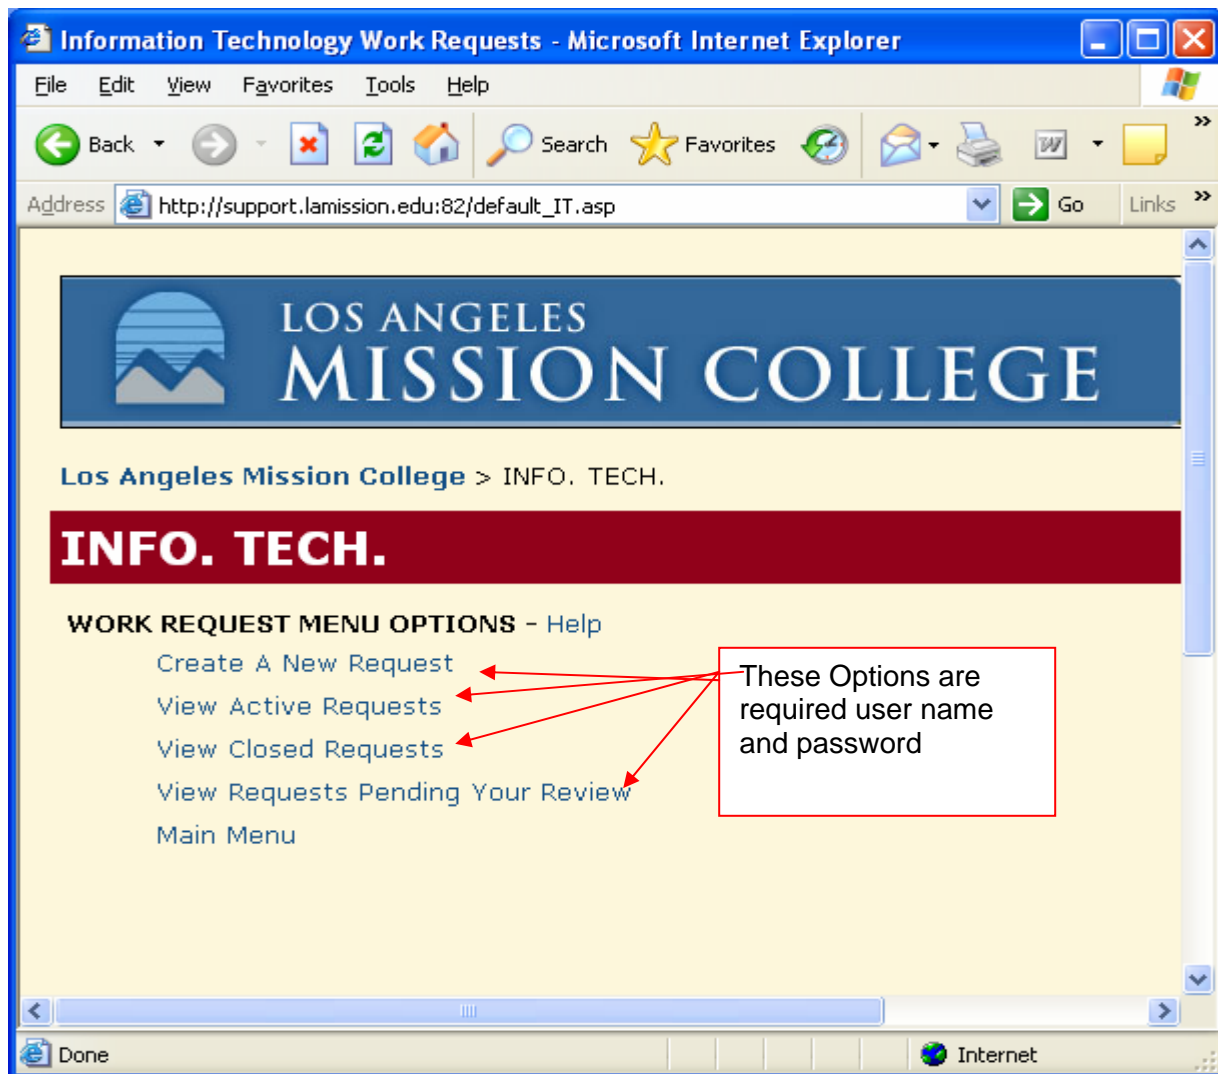 Information Technology Work Requests - Microsoft Internet Explorer
File Edit View Favorites Tools Help
Back Search Favorites W »
Address http://support.lamission.edu:82/default_IT.asp Go Links »
LOS ANGELES
MISSION COLLEGE
Los Angeles Mission College > INFO. TECH.
INFO. TECH.
WORK REQUEST MENU OPTIONS - Help
Create A New Request
View Active Requests
View Closed Requests
View Requests Pending Your Review
Main Menu
These Options are
required user name
and password
Done Internet